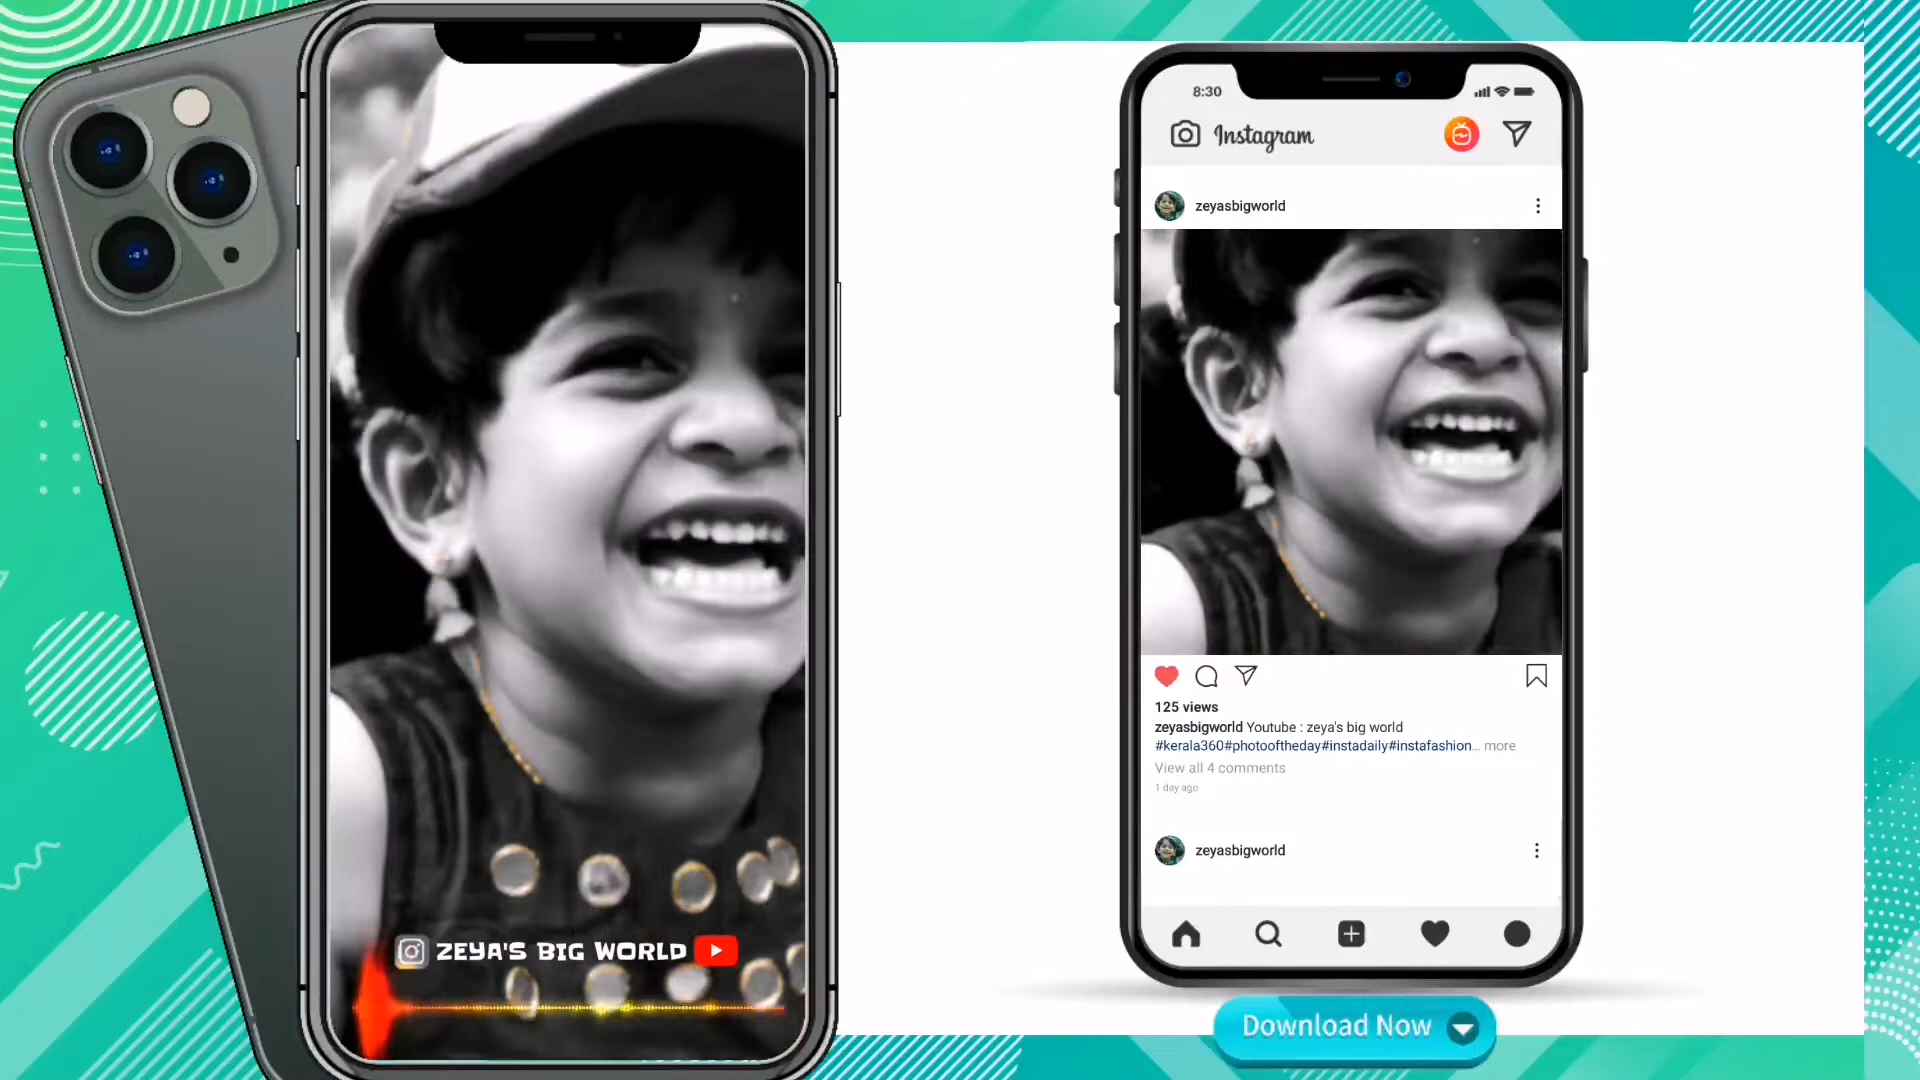 ZEYA'S BIG WORLD
8:30
Instagram
zeyasbigworld
125 views
zeyasbigworld Youtube : zeya's big world
#kerala360#photooftheday#instadaily#instafashion... more
View all 4 comments
1 day ago
zeyasbigworld
Download Now